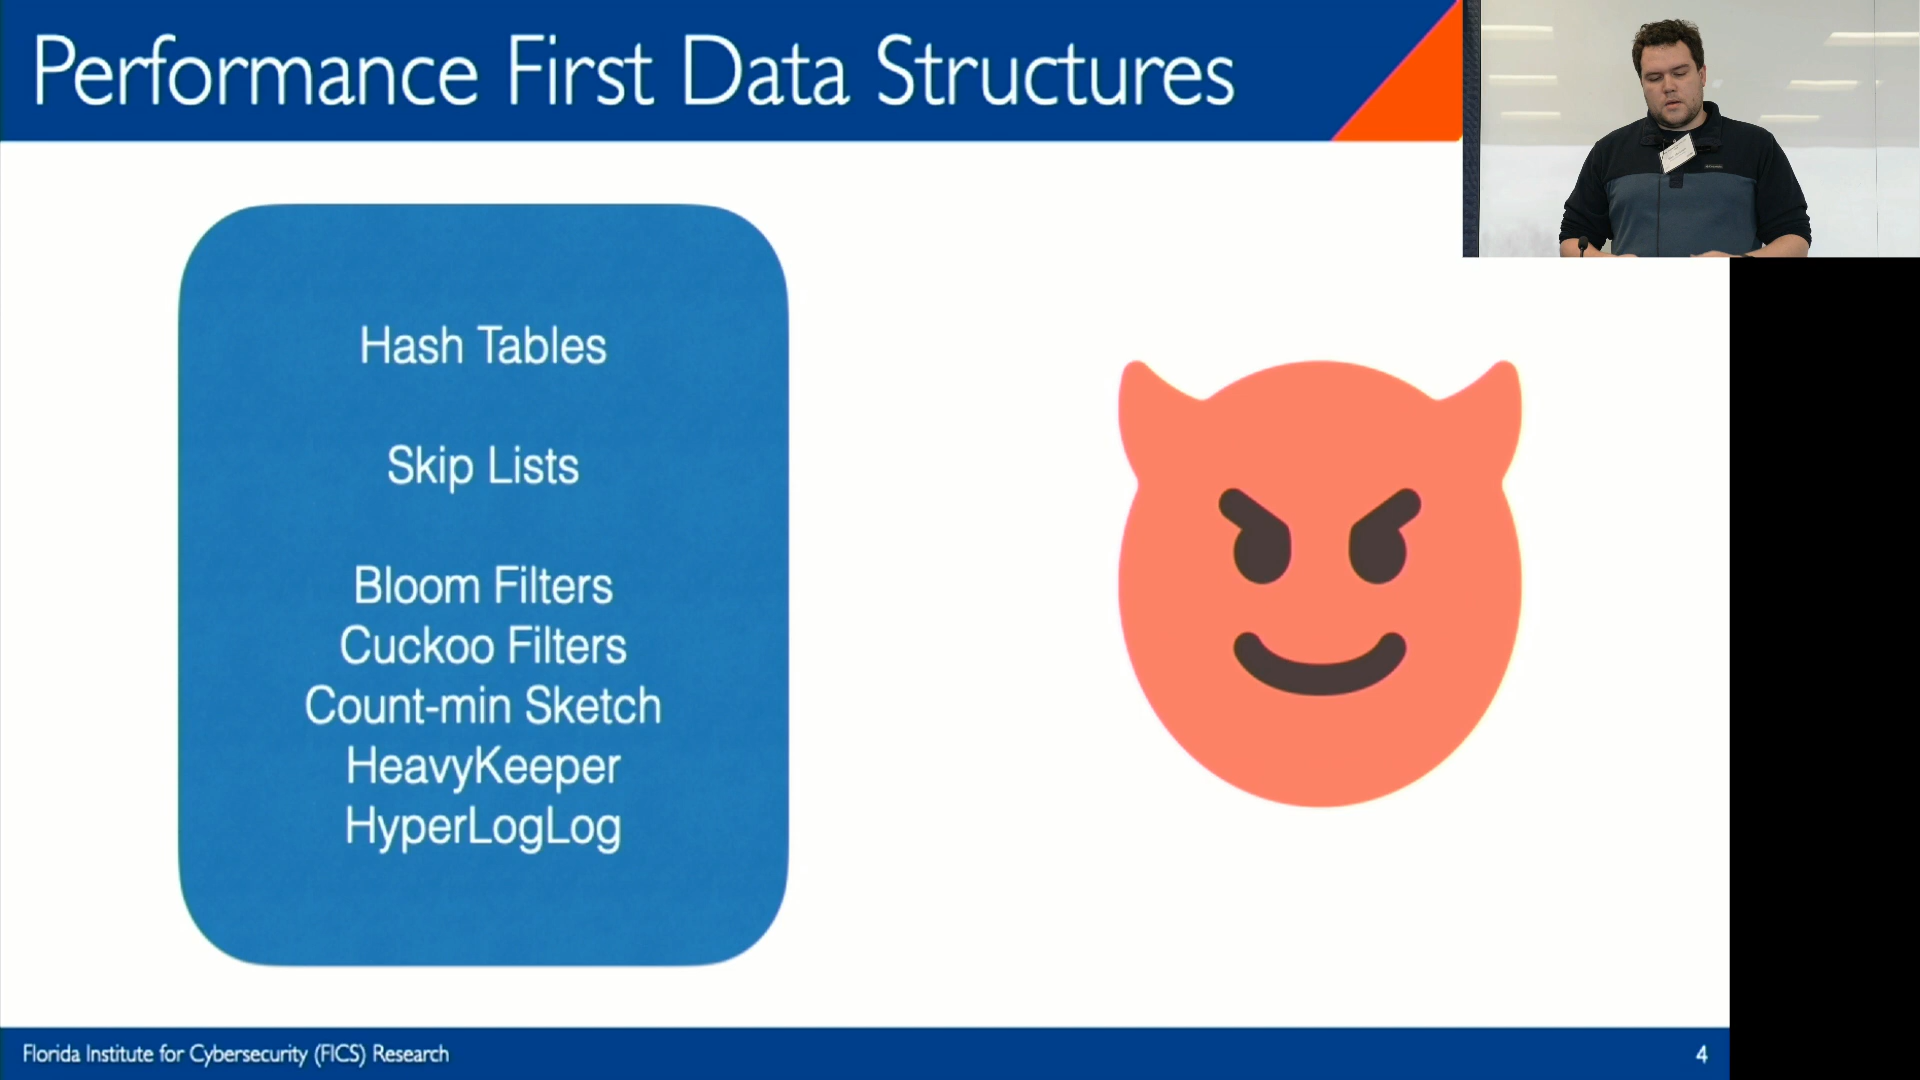 Performance First Data Structures
Hash Tables
Skip Lists
Bloom Filters
Cuckoo Filters
Count-min Sketch
HeavyKeeper
HyperLogLog
Florida Institute for Cybersecurity (FICS) Research
4